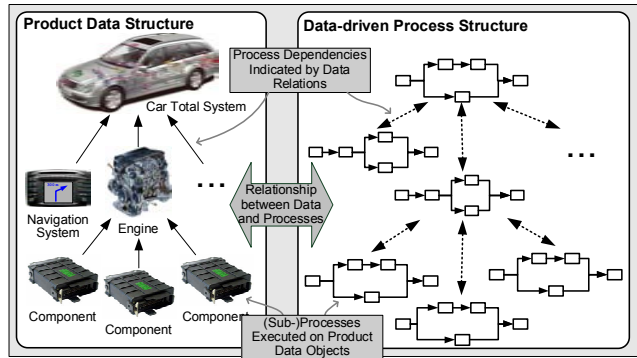 Product Data Structure
Data-driven Process Structure
Process Dependencies
Indicated by Data
Relations
Car Total System
...
...
Navigation
System
Engine
Relationship
between Data
and Processes
Component
Component
Component
(Sub-)Processes
Executed on Product
Data Objects